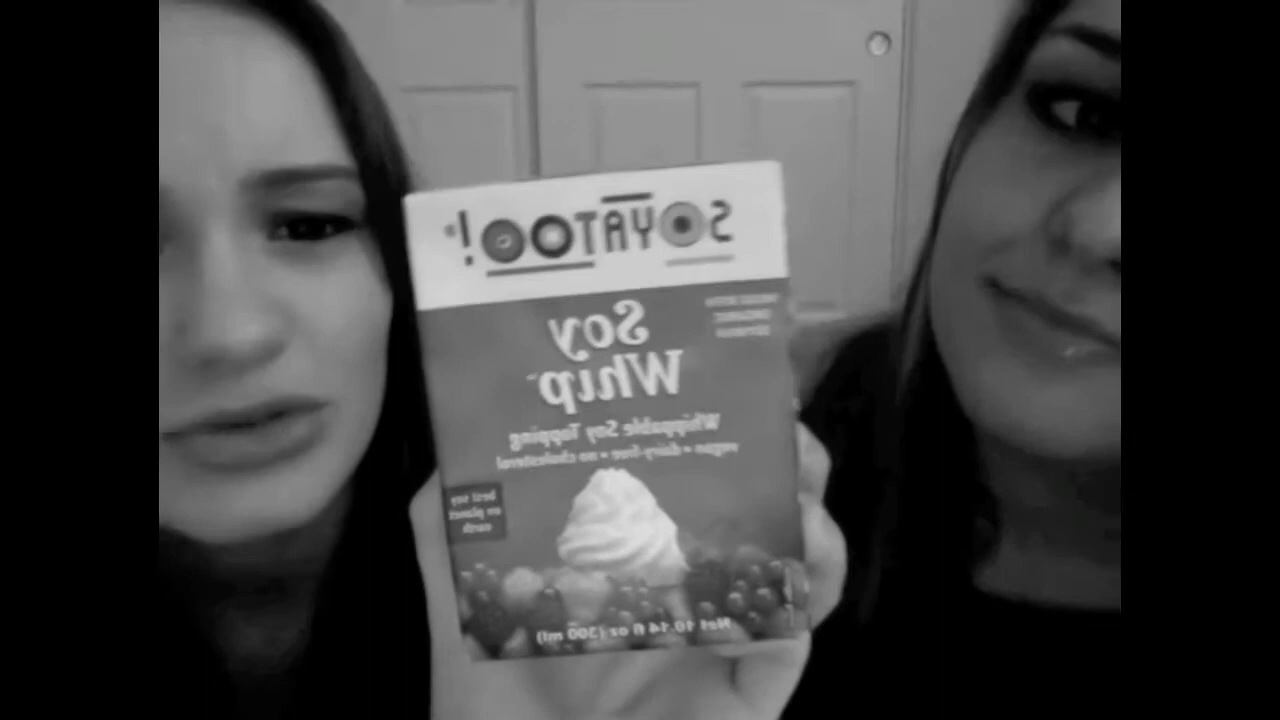 SOYATOO!®
Soy
Whip™
Whippable Soy Topping
vegan • dairy-free • no cholesterol
best soy
on planet
earth
Net 10.14 fl oz (300 ml)